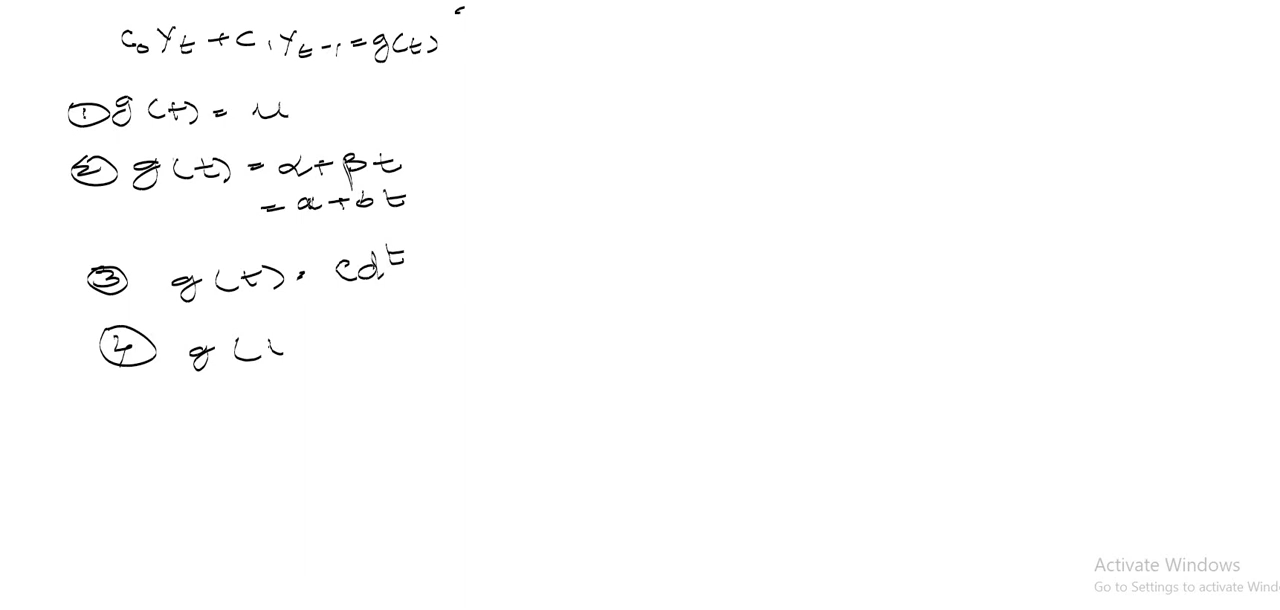 c₀Yₜ + c₁Yₜ₋₁ = g(t)
① g(t) = u
② g(t) = α + βt
= a + bt
③ g(t) = cdᵗ
④ g(
Activate Windows
Go to Settings to activate Wind